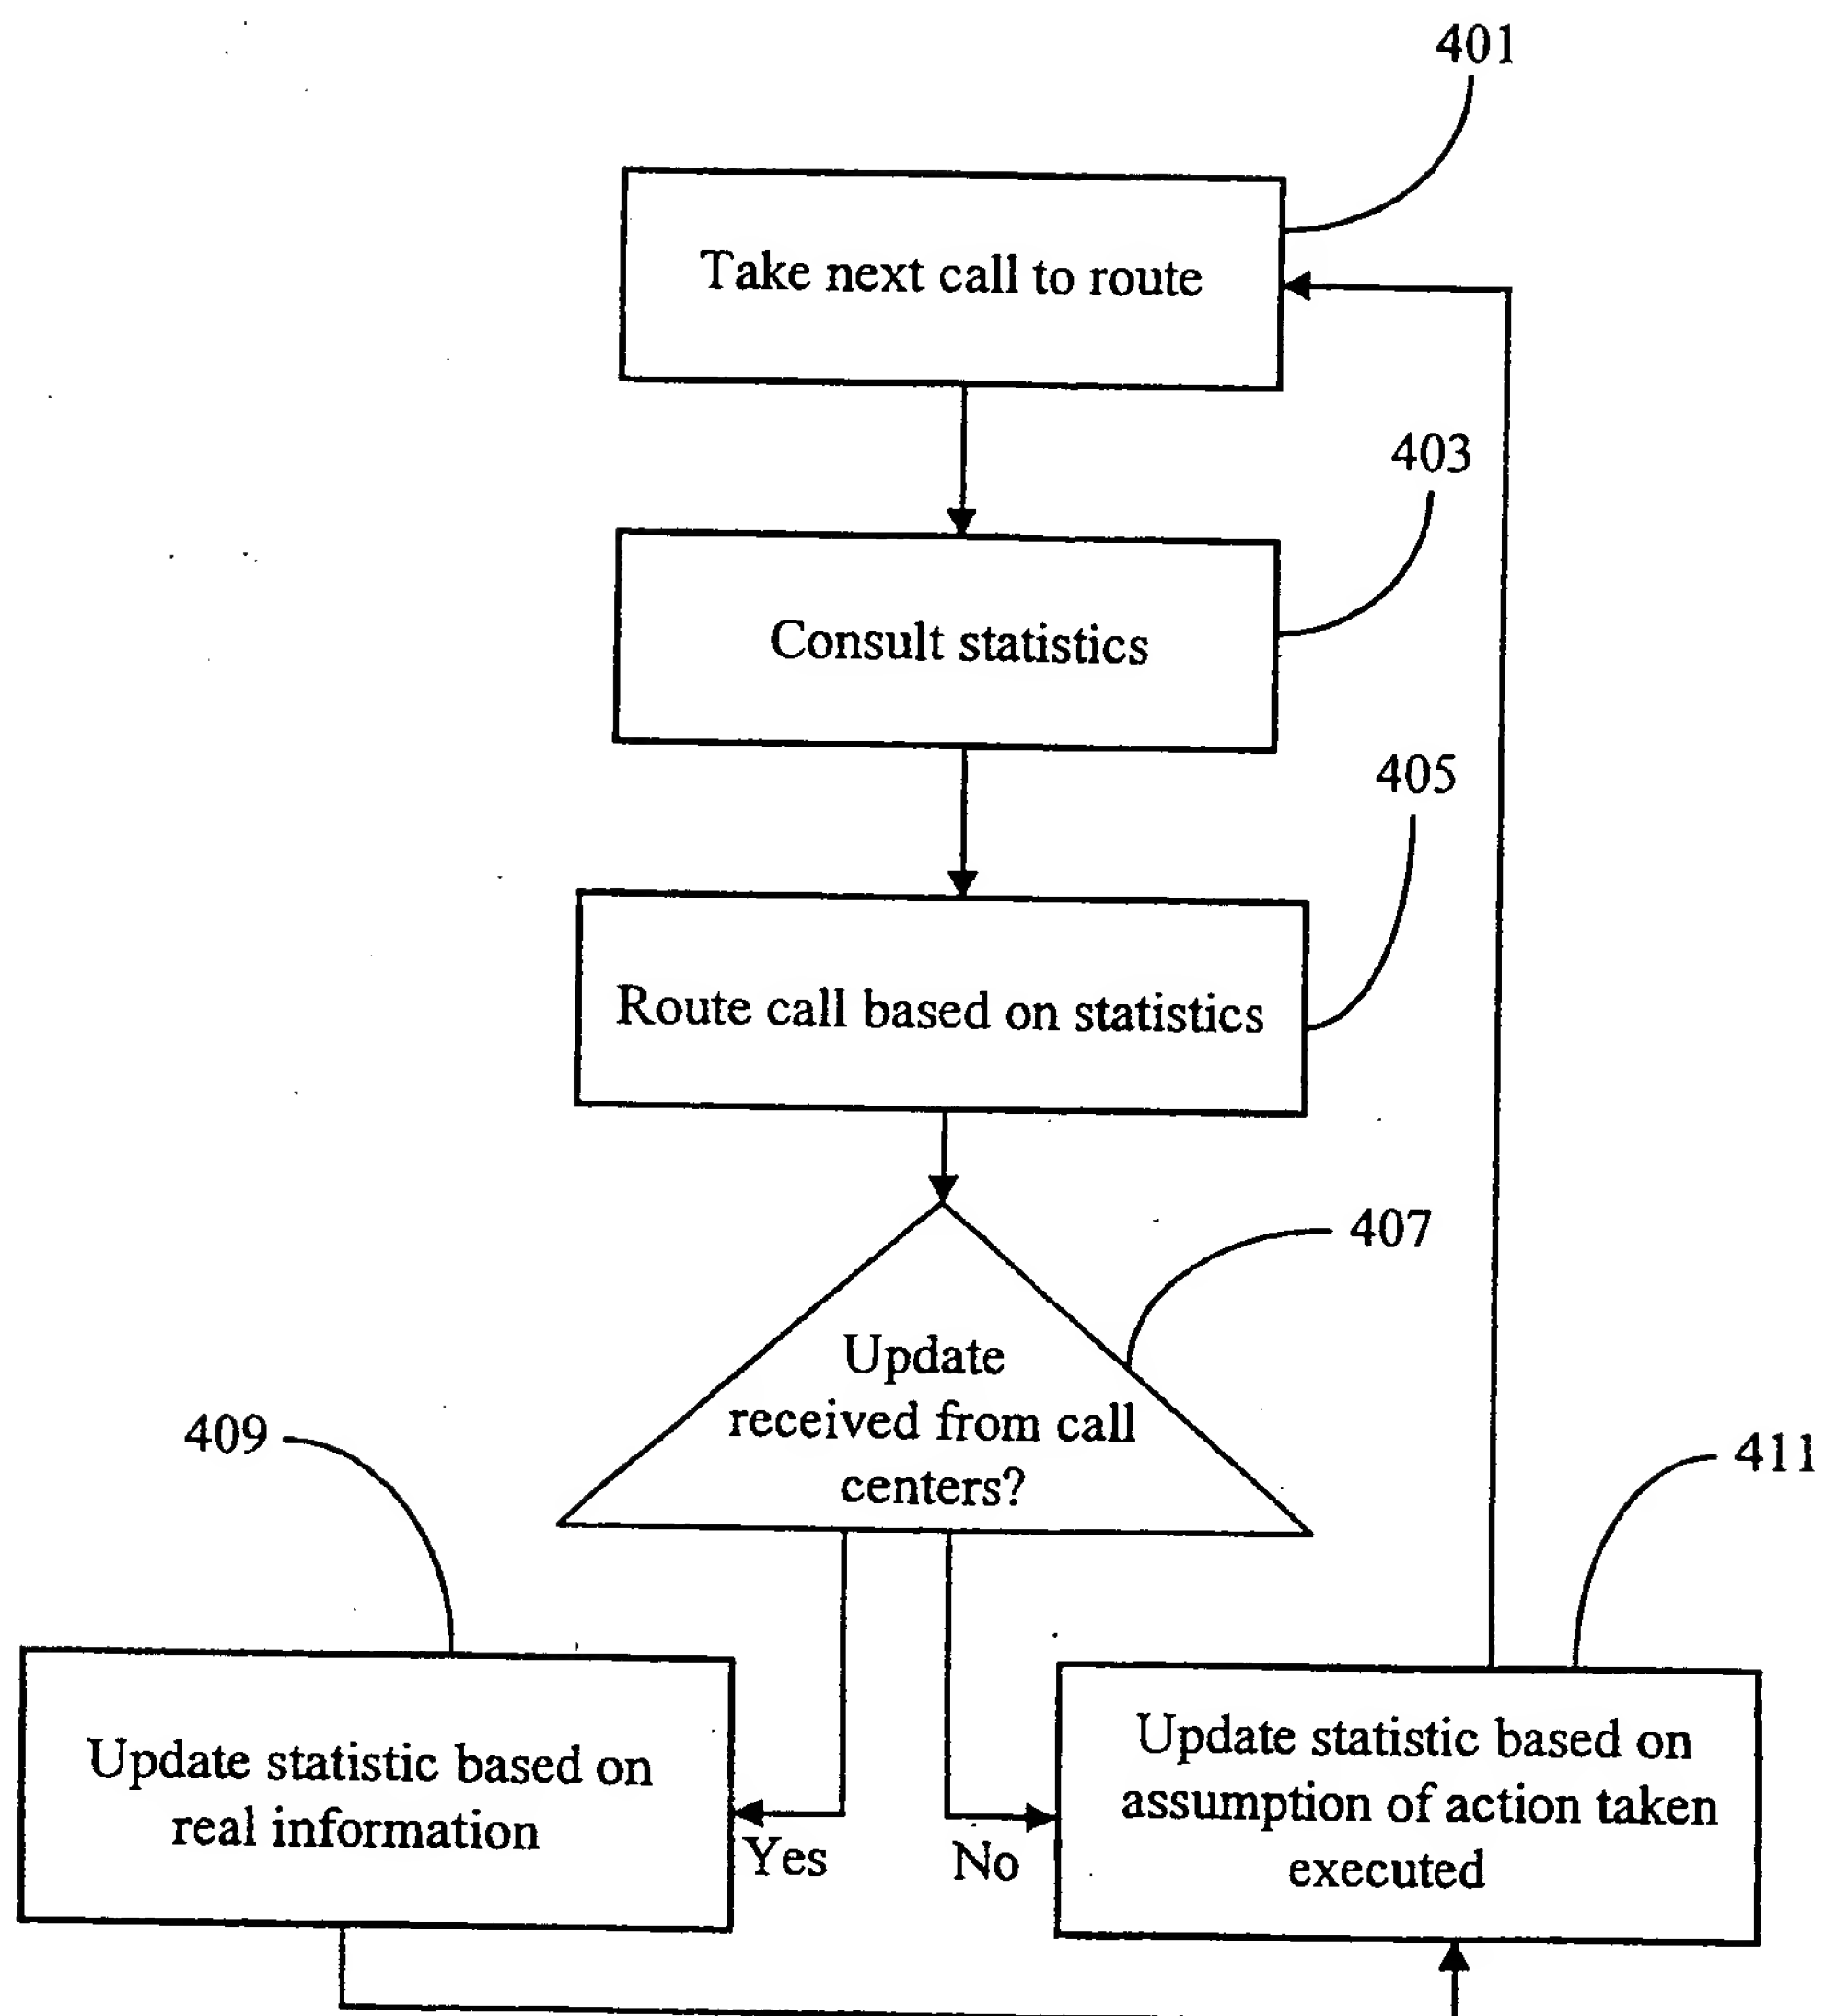 401
Take next call to route
403
Consult statistics
405
Route call based on statistics
407
Update
received from call
centers?
409
411
Update statistic based on
real information
Yes
No
Update statistic based on
assumption of action taken
executed